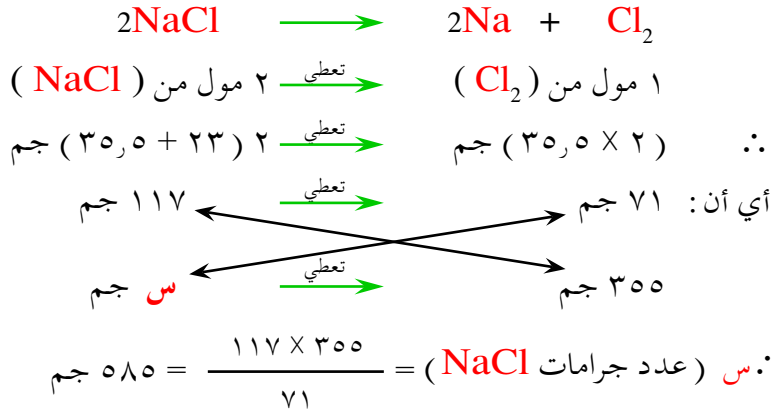 2NaCl ⟶ 2Na + Cl₂
١ مول من (Cl₂) تعطي ٢ مول من (NaCl)
∴ (٢ × ٣٥,٥) جم تعطي ٢ (٢٣ + ٣٥,٥) جم
أي أن: ٧١ جم تعطي ١١٧ جم
٣٥٥ جم تعطي س جم
∴ س (عدد جرامات NaCl) = ١١٧ × ٣٥٥ / ٧١ = ٥٨٥ جم